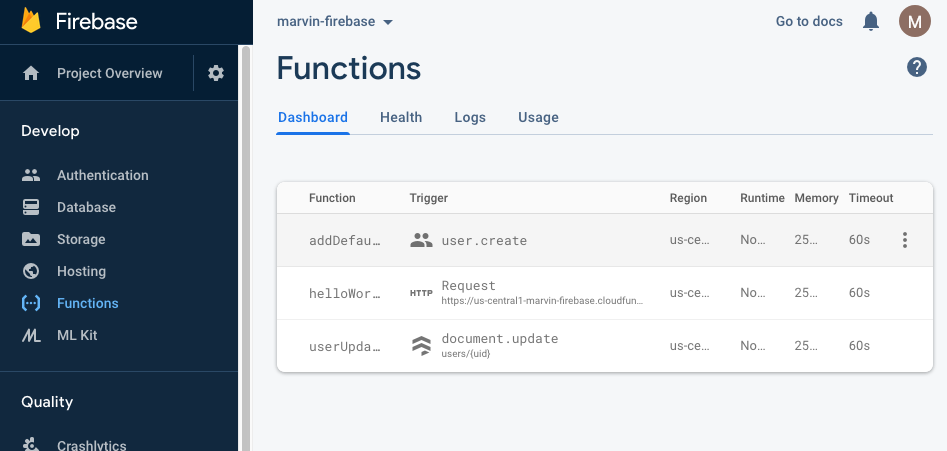 Firebase
marvin-firebase
Go to docs
M
Project Overview
Functions
?
Develop
Dashboard Health Logs Usage
Authentication
Database
Storage
Hosting
Functions
ML Kit
Quality
Crashlytics
Function Trigger Region Runtime Memory Timeout
addDefau… user.create us-ce… No… 25… 60s
helloWor… HTTP Request us-ce… No… 25… 60s
https://us-central1-marvin-firebase.cloudfun…
userUpda… document.update us-ce… No… 25… 60s
users/{uid}